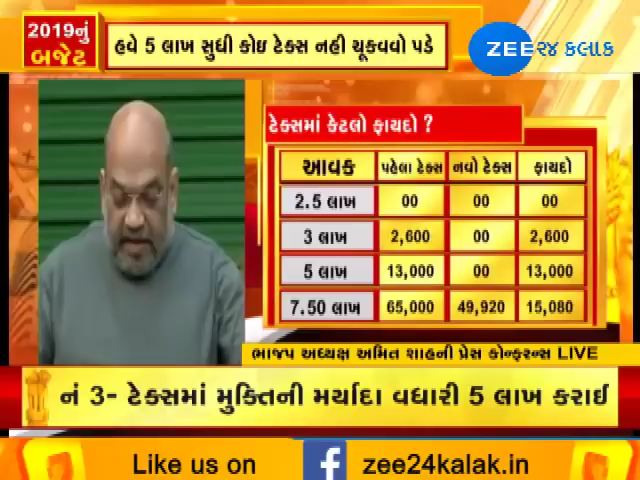 2019નું
બજેટ
હવે 5 લાખ સુધી કોઇ ટેક્સ નહી ચૂકવવો પડે
ZEE ૨૪ કલાક
ટેક્સમાં કેટલો ફાયદો ?
આવક પહેલા ટેક્સ નવો ટેક્સ ફાયદો
2.5 લાખ 00 00 00
3 લાખ 2,600 00 2,600
5 લાખ 13,000 00 13,000
7.50 લાખ 65,000 49,920 15,080
ભાજપ અધ્યક્ષ અમિત શાહની પ્રેસ કોન્ફરન્સ LIVE
નં 3- ટેક્સમાં મુક્તિની મર્યાદા વધારી 5 લાખ કરાઈ
Like us on f zee24kalak.in